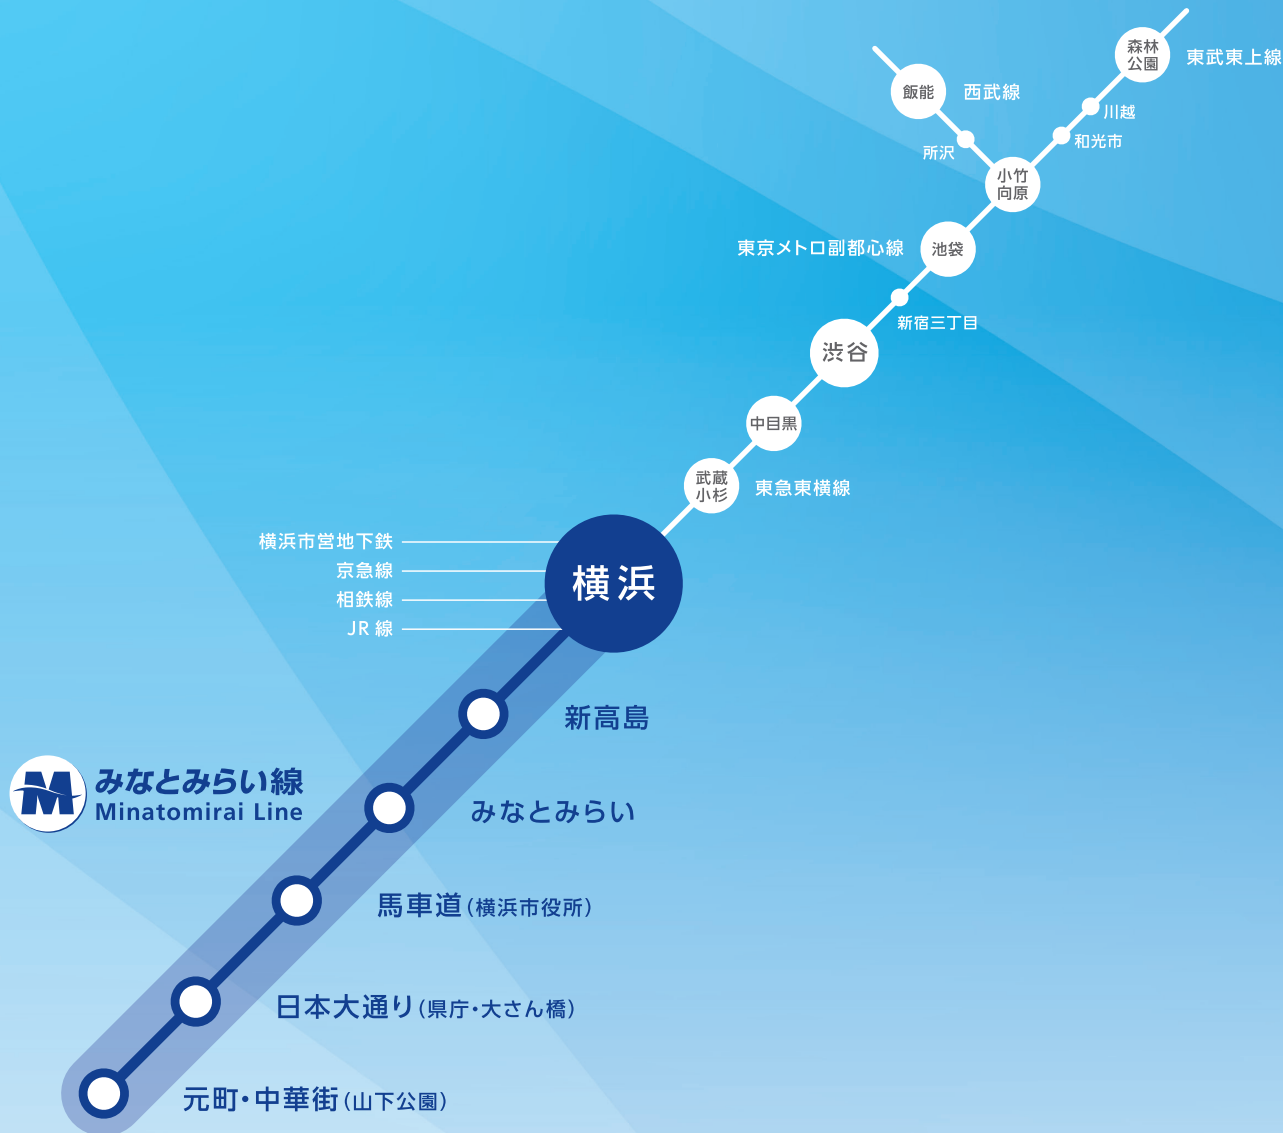 森林
公園
東武東上線
飯能
西武線
川越
和光市
所沢
小竹
向原
東京メトロ副都心線
池袋
新宿三丁目
渋谷
中目黒
武蔵
小杉
東急東横線
横浜市営地下鉄
京急線
相鉄線
JR 線
横浜
新高島
M
みなとみらい線
Minatomirai Line
みなとみらい
馬車道(横浜市役所)
日本大通り(県庁・大さん橋)
元町・中華街(山下公園)